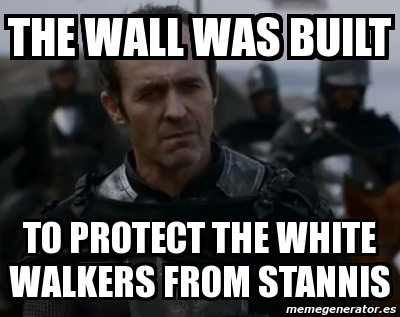 THE WALL WAS BUILT
TO PROTECT THE WHITE
WALKERS FROM STANNIS
memegenerator.es